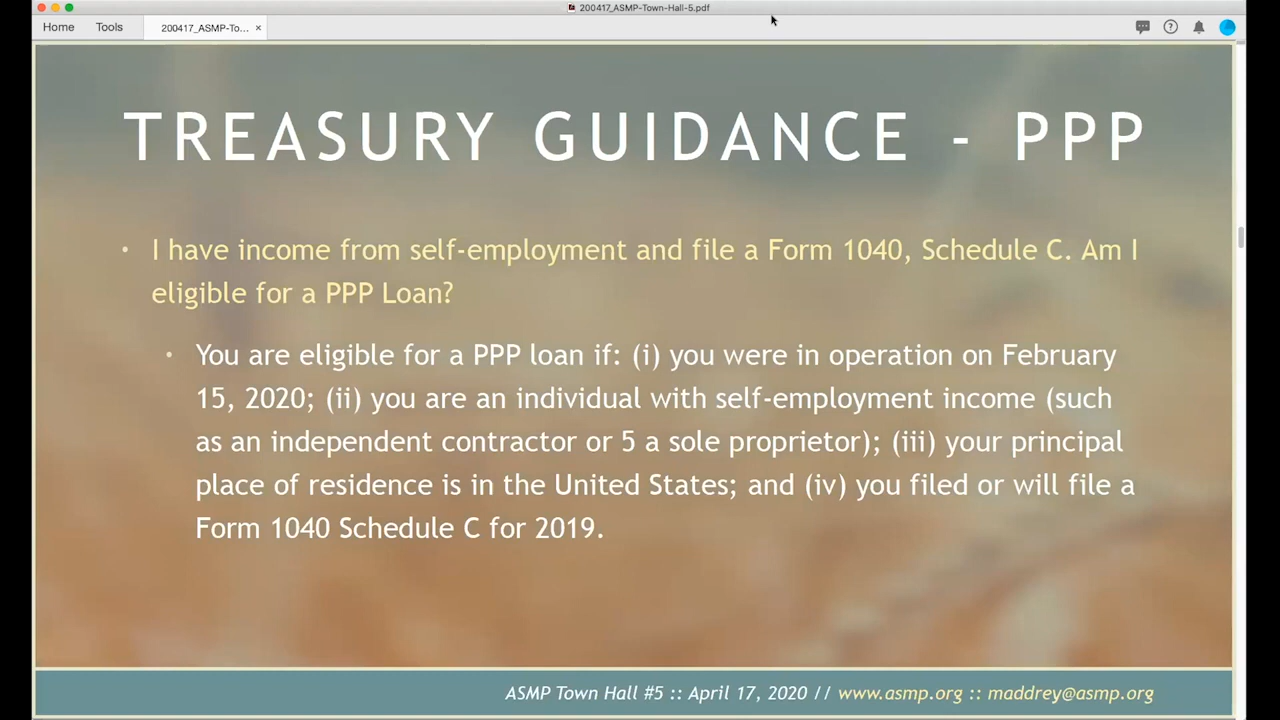 200417_ASMP-Town-Hall-5.pdf
Home Tools 200417_ASMP-To... ×
TREASURY GUIDANCE - PPP
• I have income from self-employment and file a Form 1040, Schedule C. Am I
eligible for a PPP Loan?
• You are eligible for a PPP loan if: (i) you were in operation on February
15, 2020; (ii) you are an individual with self-employment income (such
as an independent contractor or 5 a sole proprietor); (iii) your principal
place of residence is in the United States; and (iv) you filed or will file a
Form 1040 Schedule C for 2019.
ASMP Town Hall #5 :: April 17, 2020 // www.asmp.org :: maddrey@asmp.org